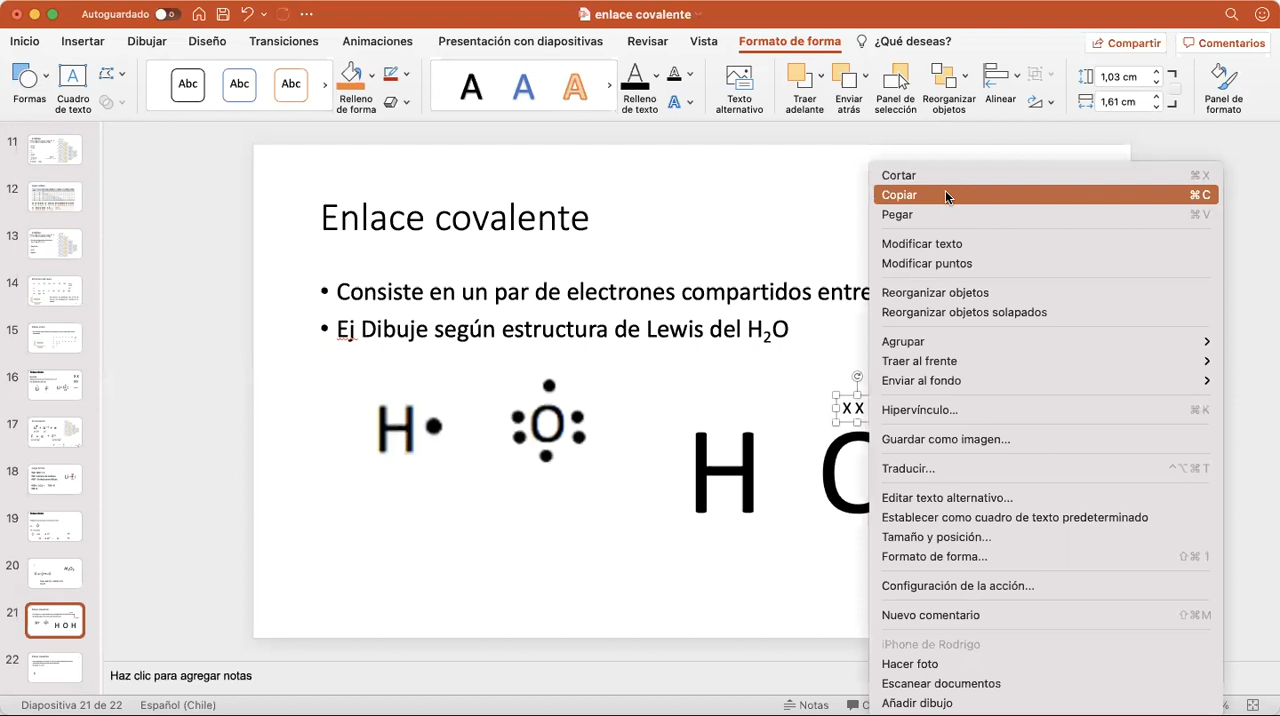 Autoguardado 0
enlace covalente
Inicio Insertar Dibujar Diseño Transiciones Animaciones Presentación con diapositivas Revisar Vista Formato de forma ¿Qué deseas? Compartir Comentarios
Formas
Cuadro
de texto
Abc Abc Abc
Relleno
de forma
A A A
Relleno
de texto
Texto
alternativo
Traer
adelante
Enviar
atrás
Panel de
selección
Reorganizar
objetos
Alinear
1,03 cm
1,61 cm
Panel de
formato
11
12
13
14
15
16
17
18
19
20
21
22
Enlace covalente
• Consiste en un par de electrones compartidos entre
• Ej Dibuje según estructura de Lewis del H₂O
H• O
xx
H O
Cortar ⌘X
Copiar ⌘C
Pegar ⌘V
Modificar texto
Modificar puntos
Reorganizar objetos
Reorganizar objetos solapados
Agrupar
Traer al frente
Enviar al fondo
Hipervínculo... ⌘K
Guardar como imagen...
Traducir... ⌃⌥⌘T
Editar texto alternativo...
Establecer como cuadro de texto predeterminado
Tamaño y posición...
Formato de forma... ⇧⌘1
Configuración de la acción...
Nuevo comentario ⇧⌘M
iPhone de Rodrigo
Hacer foto
Escanear documentos
Añadir dibujo
Haz clic para agregar notas
Diapositiva 21 de 22 Español (Chile) Notas